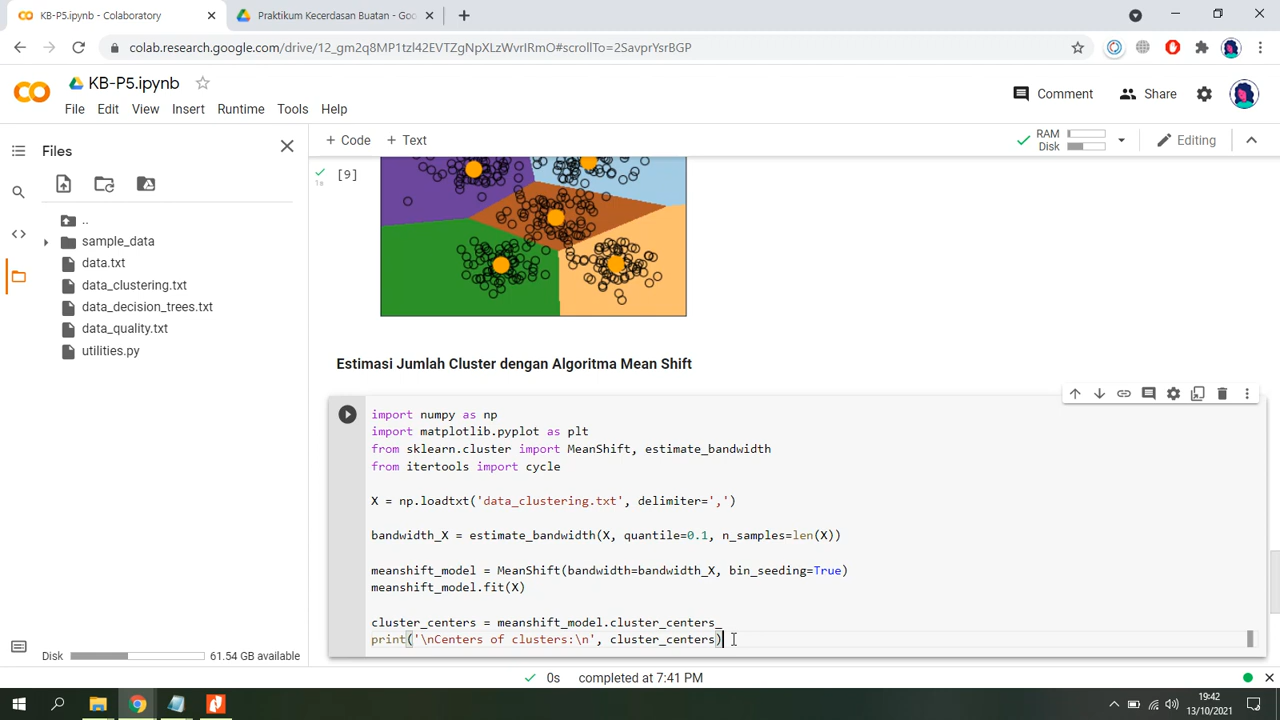 KB-P5.ipynb - Colaboratory
Praktikum Kecerdasan Buatan - Goo
colab.research.google.com/drive/12_gm2q8MP1tzl42EVTZgNpXLzWvrlRmO#scrollTo=2SavprYsrBGP
KB-P5.ipynb
File Edit View Insert Runtime Tools Help
Comment
Share
Files
+ Code + Text
RAM
Disk
Editing
..
sample_data
data.txt
data_clustering.txt
data_decision_trees.txt
data_quality.txt
utilities.py
[9]
1s
Estimasi Jumlah Cluster dengan Algoritma Mean Shift
import numpy as np
import matplotlib.pyplot as plt
from sklearn.cluster import MeanShift, estimate_bandwidth
from itertools import cycle
X = np.loadtxt('data_clustering.txt', delimiter=',')
bandwidth_X = estimate_bandwidth(X, quantile=0.1, n_samples=len(X))
meanshift_model = MeanShift(bandwidth=bandwidth_X, bin_seeding=True)
meanshift_model.fit(X)
cluster_centers = meanshift_model.cluster_centers_
print('\nCenters of clusters:\n', cluster_centers)
Disk
61.54 GB available
0s completed at 7:41 PM
19:42
13/10/2021